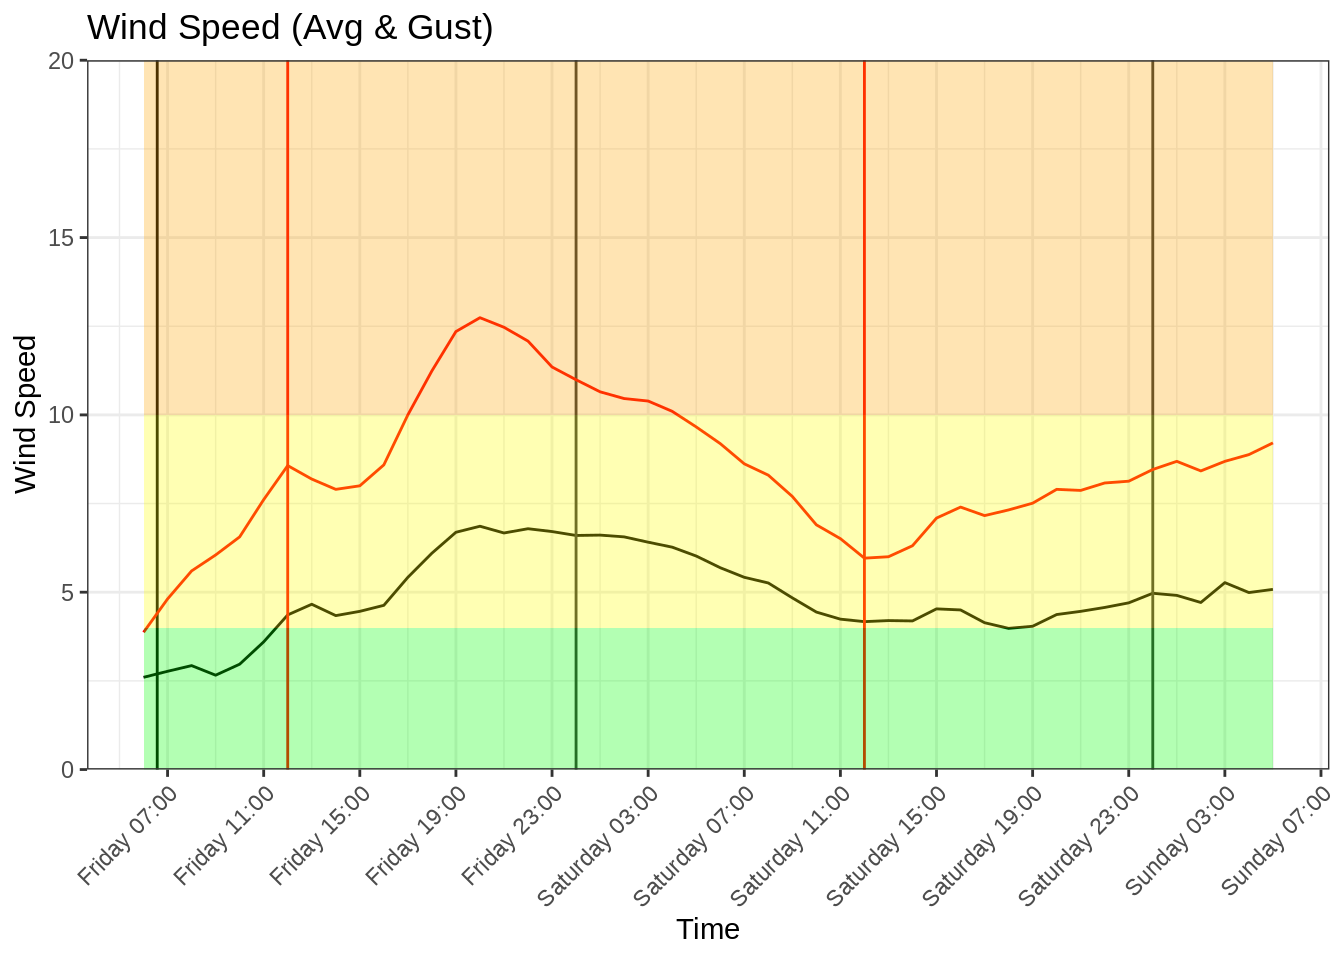 Wind Speed (Avg & Gust)
20
15
10
5
0
Wind Speed
Friday 07:00
Friday 11:00
Friday 15:00
Friday 19:00
Friday 23:00
Saturday 03:00
Saturday 07:00
Saturday 11:00
Saturday 15:00
Saturday 19:00
Saturday 23:00
Sunday 03:00
Sunday 07:00
Time